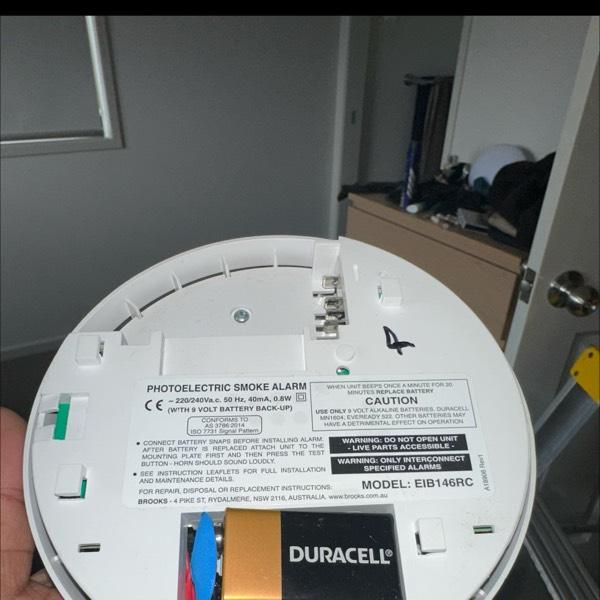 4
PHOTOELECTRIC SMOKE ALARM
CE ~ 220/240Va.c. 50 Hz, 40mA, 0.8W
(WITH 9 VOLT BATTERY BACK-UP)
CONFORMS TO
AS 3786:2014
ISO 7731 Signal Pattern
• CONNECT BATTERY SNAPS BEFORE INSTALLING ALARM.
AFTER BATTERY IS REPLACED ATTACH UNIT TO THE
MOUNTING PLATE FIRST AND THEN PRESS THE TEST
BUTTON - HORN SHOULD SOUND LOUDLY.
• SEE INSTRUCTION LEAFLETS FOR FULL INSTALLATION
AND MAINTENANCE DETAILS.
FOR REPAIR, DISPOSAL OR REPLACEMENT INSTRUCTIONS:
BROOKS - 4 PIKE ST, RYDALMERE, NSW 2116, AUSTRALIA. www.brooks.com.au
WHEN UNIT BEEPS ONCE A MINUTE FOR 20
MINUTES REPLACE BATTERY
CAUTION
USE ONLY 9 VOLT ALKALINE BATTERIES, DURACELL
MN1604, EVEREADY 522. OTHER BATTERIES MAY
HAVE A DETRIMENTAL EFFECT ON OPERATION
WARNING: DO NOT OPEN UNIT
- LIVE PARTS ACCESSIBLE -
WARNING: ONLY INTERCONNECT
SPECIFIED ALARMS
MODEL: EIB146RC
A18906 Rev1
DURACELL®